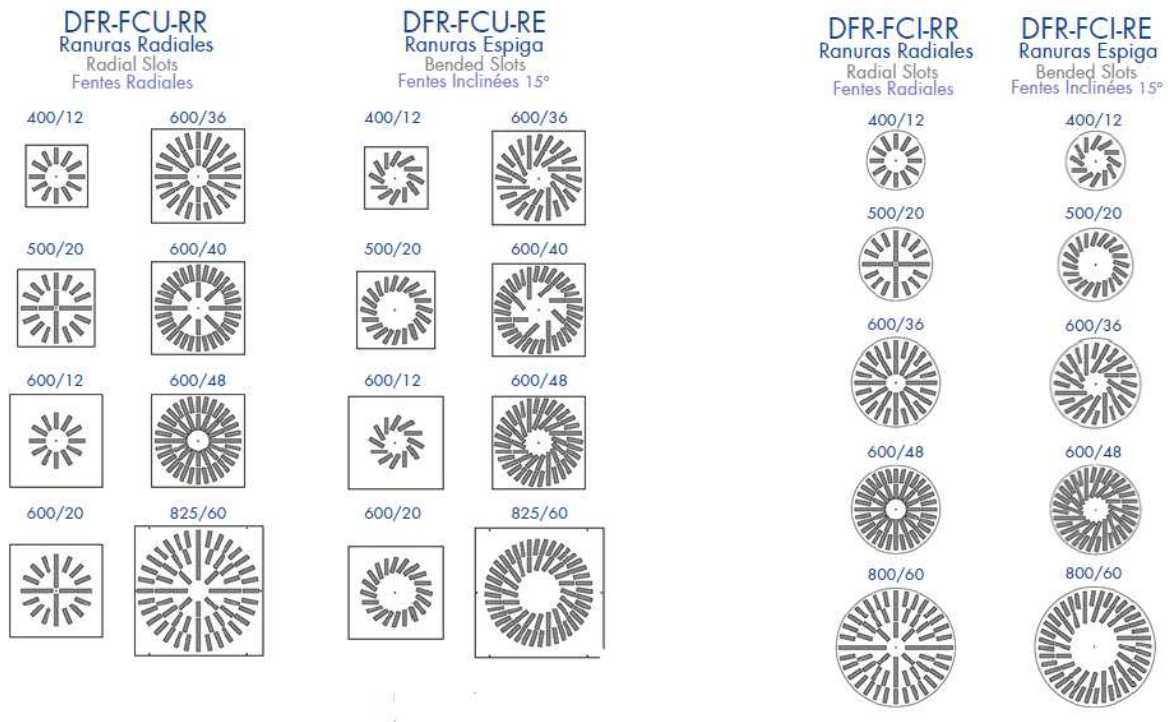 DFR-FCU-RR
Ranuras Radiales
Radial Slots
Fentes Radiales
400/12
600/36
500/20
600/40
600/12
600/48
600/20
825/60
DFR-FCU-RE
Ranuras Espiga
Bended Slots
Fentes Inclinées 15°
400/12
600/36
500/20
600/40
600/12
600/48
600/20
825/60
DFR-FCI-RR
Ranuras Radiales
Radial Slots
Fentes Radiales
400/12
500/20
600/36
600/48
800/60
DFR-FCI-RE
Ranuras Espiga
Bended Slots
Fentes Inclinées 15°
400/12
500/20
600/36
600/48
800/60